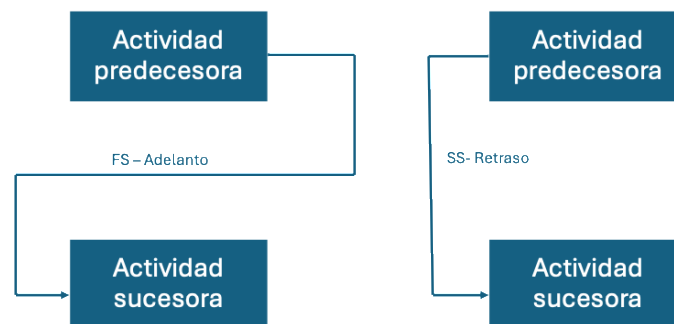 Actividad
predecesora
Actividad
predecesora
FS – Adelanto
SS- Retraso
Actividad
sucesora
Actividad
sucesora